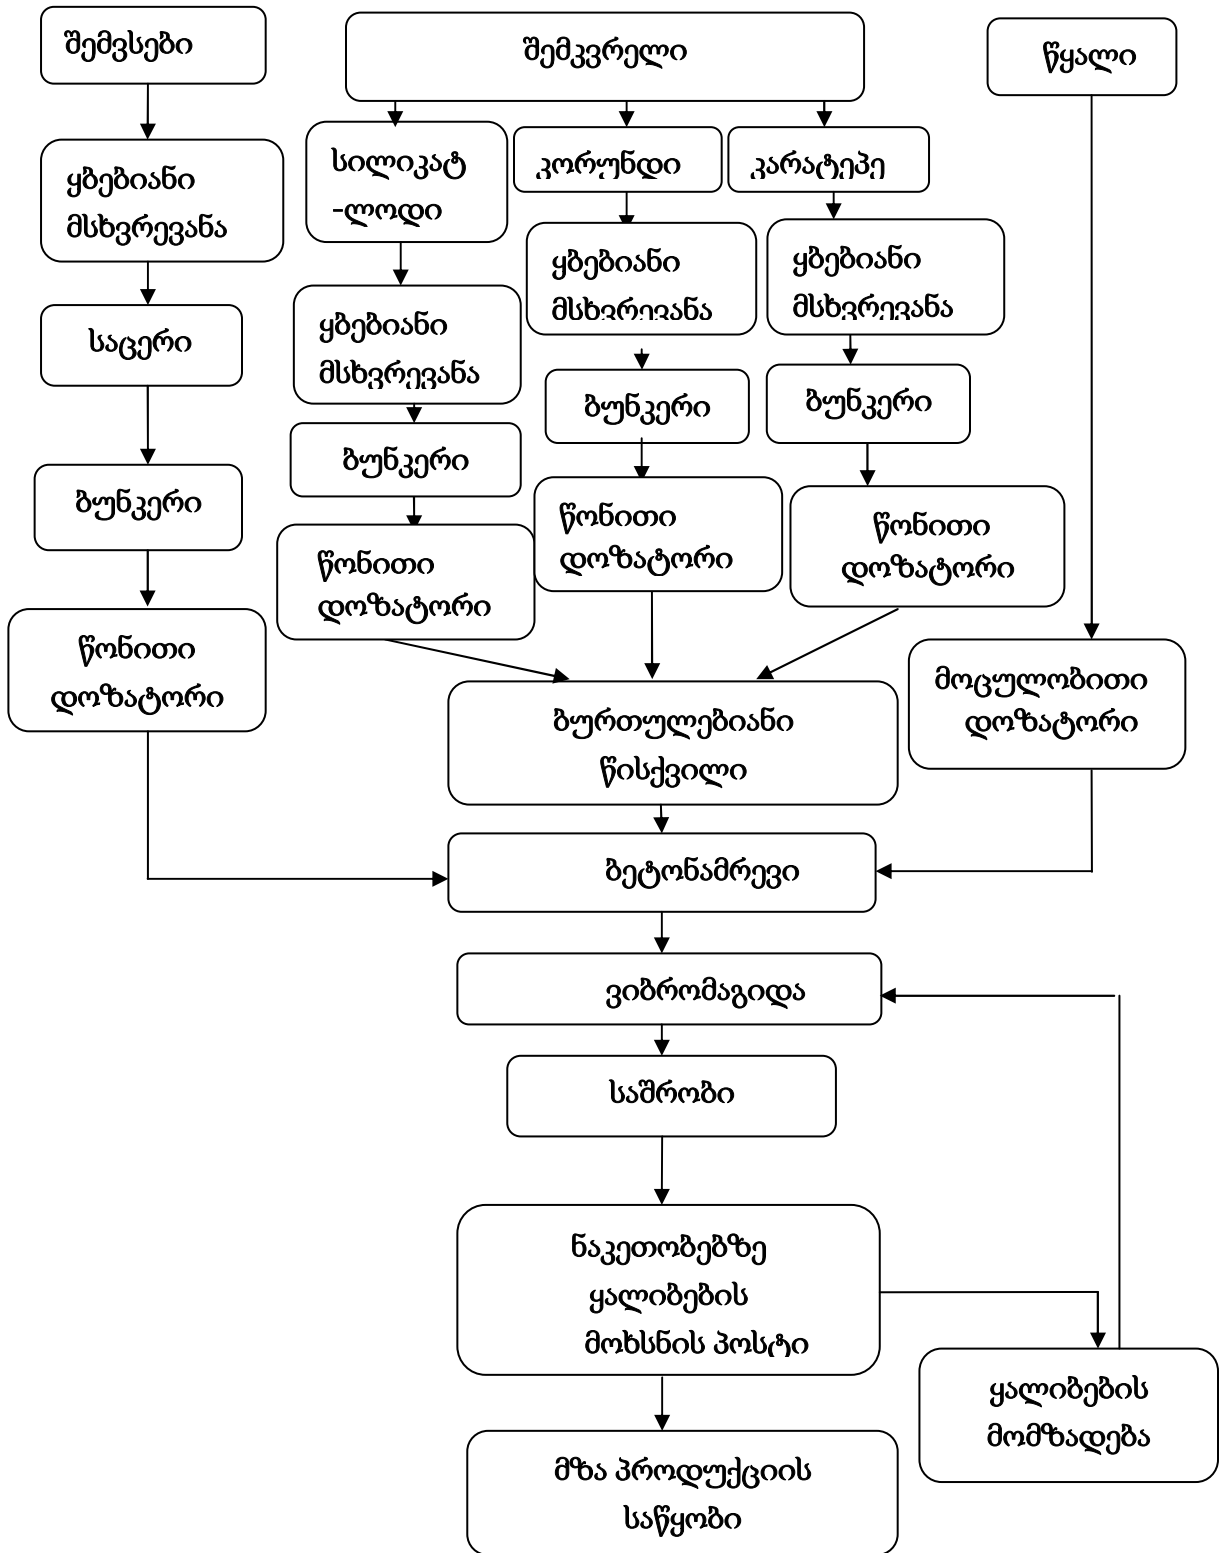 შემვსები
შემკვრელი
წყალი
ყბებიანი
მსხვრევანა
სილიკატ
-ლოდი
კორუნდი
კარატეპე
საცერი
ყბებიანი
მსხვრევანა
ყბებიანი
მსხვრევანა
ყბებიანი
მსხვრევანა
ბუნკერი
ბუნკერი
ბუნკერი
ბუნკერი
წონითი
დოზატორი
წონითი
დოზატორი
წონითი
დოზატორი
წონითი
დოზატორი
მოცულობითი
დოზატორი
ბურთულებიანი
წისქვილი
ბეტონამრევი
ვიბრომაგიდა
საშრობი
ნაკეთობებზე
ყალიბების
მოხსნის პოსტი
ყალიბების
მომზადება
მზა პროდუქციის
საწყობი